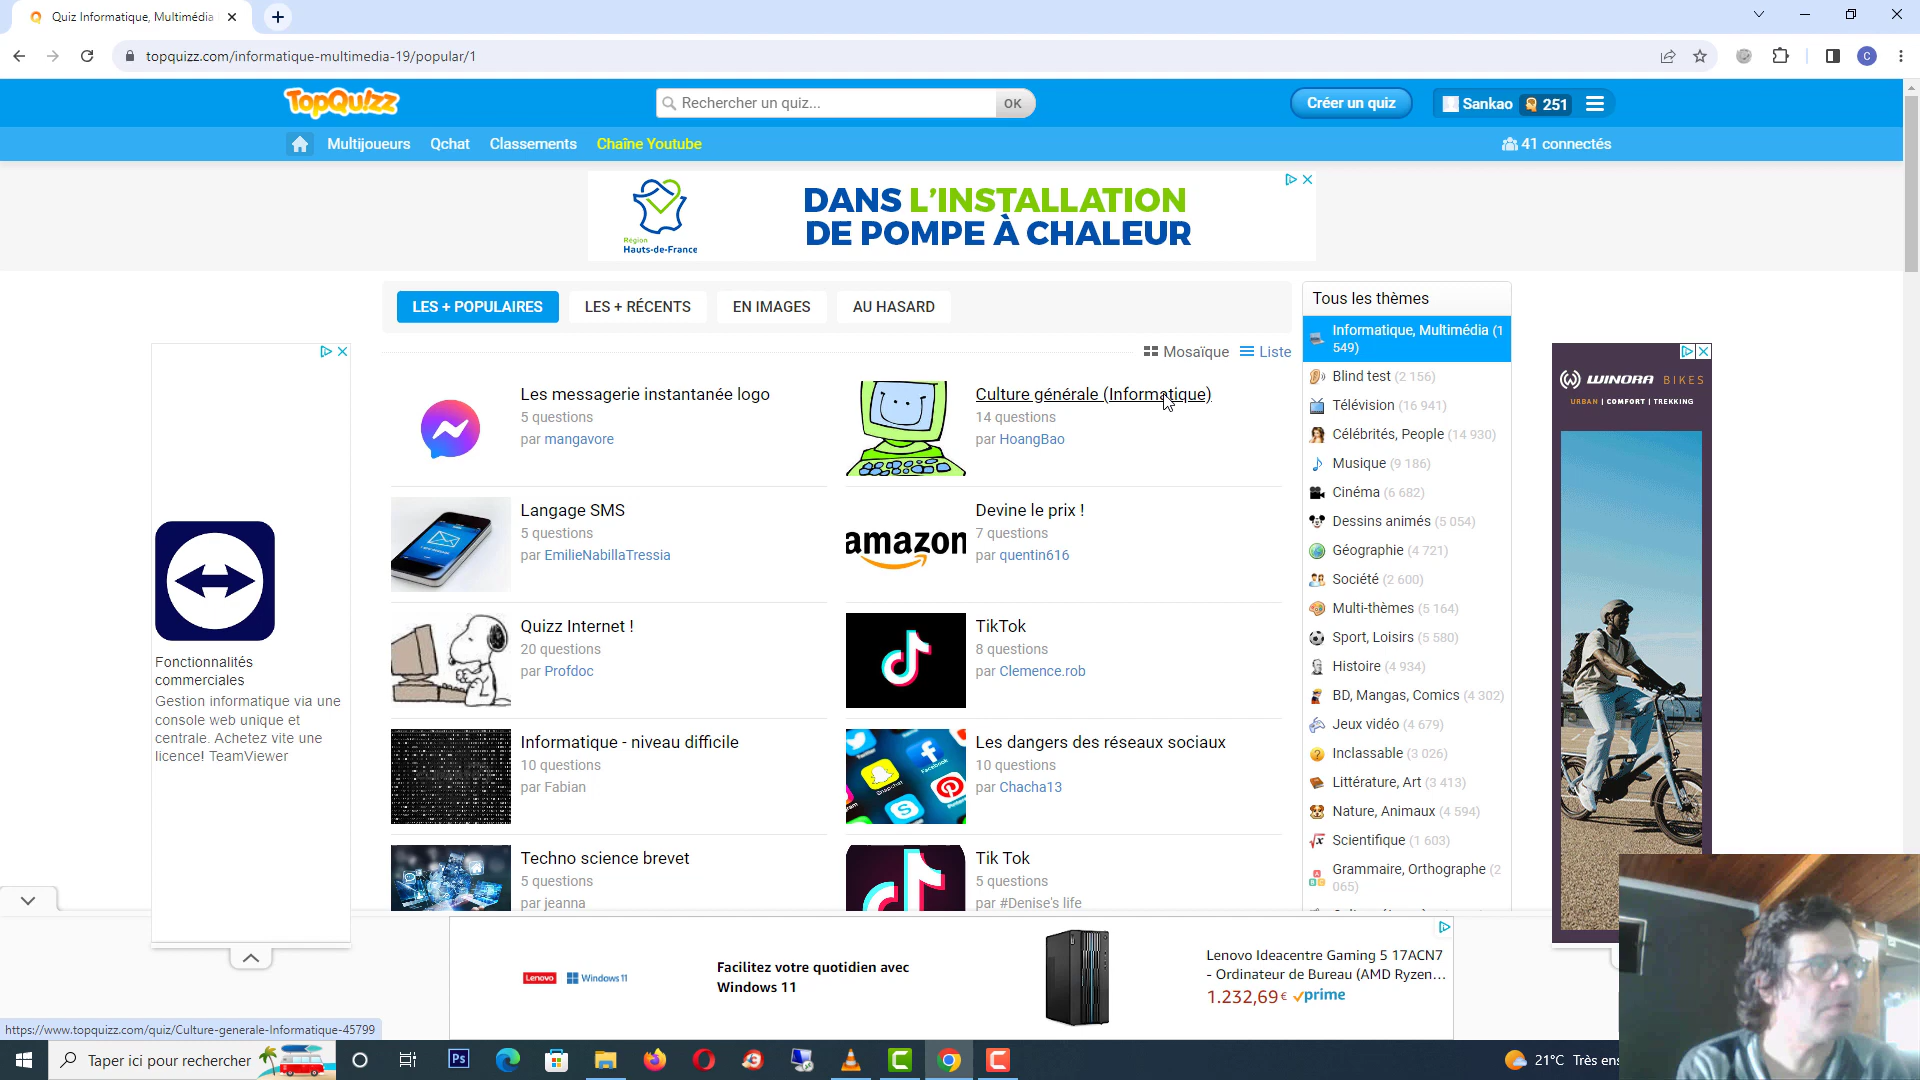 Quiz Informatique, Multimédia
topquizz.com/informatique-multimedia-19/popular/1
C
TopQuizz
Rechercher un quiz...
OK
Créer un quiz
Sankao
251
Multijoueurs
Qchat
Classements
Chaîne Youtube
41 connectés
Région
Hauts-de-France
DANS L'INSTALLATION
DE POMPE À CHALEUR
LES + POPULAIRES
LES + RÉCENTS
EN IMAGES
AU HASARD
Mosaïque
Liste
Les messagerie instantanée logo
5 questions
par mangavore
Culture générale (Informatique)
14 questions
par HoangBao
Langage SMS
5 questions
par EmilieNabillaTressia
amazon
Devine le prix !
7 questions
par quentin616
Quizz Internet !
20 questions
par Profdoc
TikTok
8 questions
par Clemence.rob
Informatique - niveau difficile
10 questions
par Fabian
Facebook
Snapchat
Les dangers des réseaux sociaux
10 questions
par Chacha13
Techno science brevet
5 questions
par jeanna
Tik Tok
5 questions
par #Denise's life
Tous les thèmes
Informatique, Multimédia (1
549)
Blind test (2 156)
Télévision (16 941)
Célébrités, People (14 930)
Musique (9 186)
Cinéma (6 682)
Dessins animés (5 054)
Géographie (4 721)
Société (2 600)
Multi-thèmes (5 164)
Sport, Loisirs (5 580)
Histoire (4 934)
BD, Mangas, Comics (4 302)
Jeux vidéo (4 679)
Inclassable (3 026)
Littérature, Art (3 413)
Nature, Animaux (4 594)
Scientifique (1 603)
Grammaire, Orthographe (2
065)
Fonctionnalités
commerciales
Gestion informatique via une
console web unique et
centrale. Achetez vite une
licence! TeamViewer
WINORA BIKES
URBAN | COMFORT | TREKKING
Lenovo
Windows 11
Facilitez votre quotidien avec
Windows 11
Lenovo Ideacentre Gaming 5 17ACN7
- Ordinateur de Bureau (AMD Ryzen...
1.232,69€ prime
https://www.topquizz.com/quiz/Culture-generale-Informatique-45799
Taper ici pour rechercher
Ps
21°C Très ens